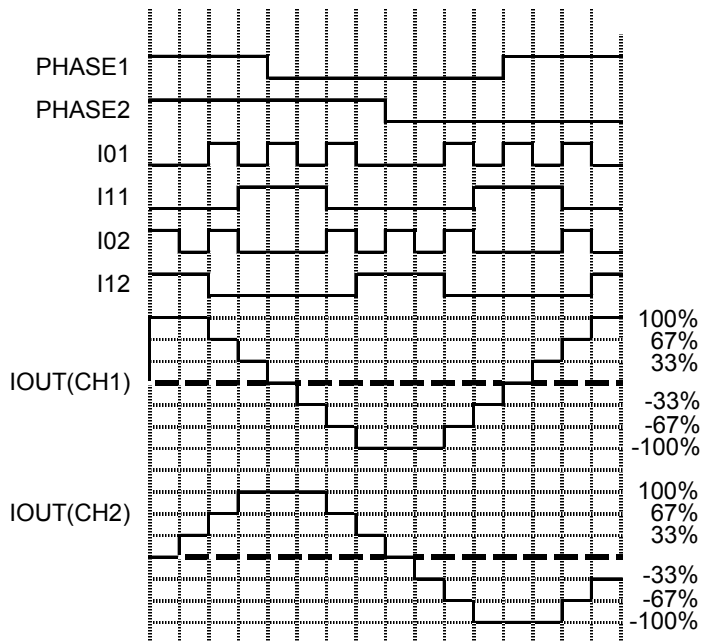 PHASE1
PHASE2
I01
I11
I02
I12
IOUT(CH1)
100%
67%
33%
-33%
-67%
-100%
IOUT(CH2)
100%
67%
33%
-33%
-67%
-100%